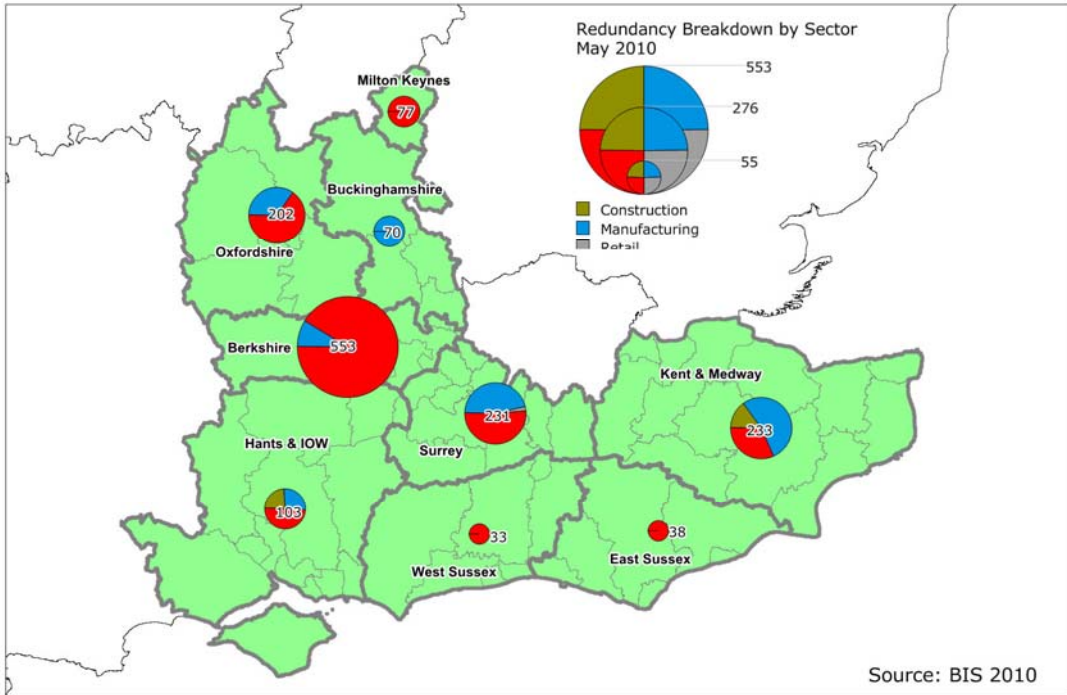 Redundancy Breakdown by Sector
May 2010
553
276
55
Construction
Manufacturing
Retail
Milton Keynes
77
Buckinghamshire
70
202
Oxfordshire
Berkshire
553
Kent & Medway
233
231
Surrey
Hants & IOW
103
33
West Sussex
38
East Sussex
Source: BIS 2010